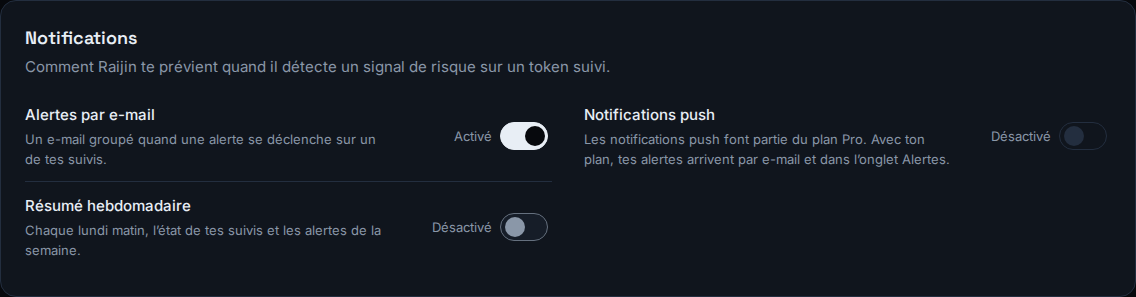 Notifications
Comment Raijin te prévient quand il détecte un signal de risque sur un token suivi.
Alertes par e-mail
Un e-mail groupé quand une alerte se déclenche sur un
de tes suivis.
Activé
Notifications push
Les notifications push font partie du plan Pro. Avec ton
plan, tes alertes arrivent par e-mail et dans l’onglet Alertes.
Désactivé
Résumé hebdomadaire
Chaque lundi matin, l’état de tes suivis et les alertes de la
semaine.
Désactivé